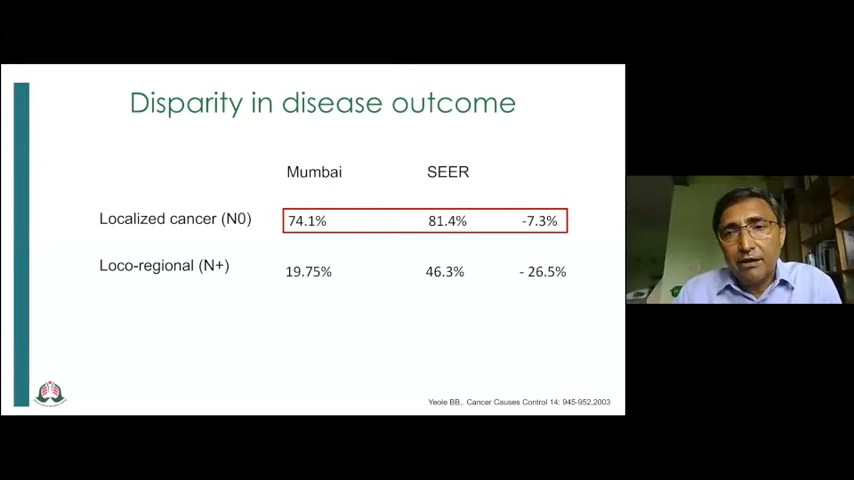 Disparity in disease outcome
Mumbai SEER
Localized cancer (N0) 74.1% 81.4% -7.3%
Loco-regional (N+) 19.75% 46.3% - 26.5%
Yeole BB,. Cancer Causes Control 14: 945-952,2003